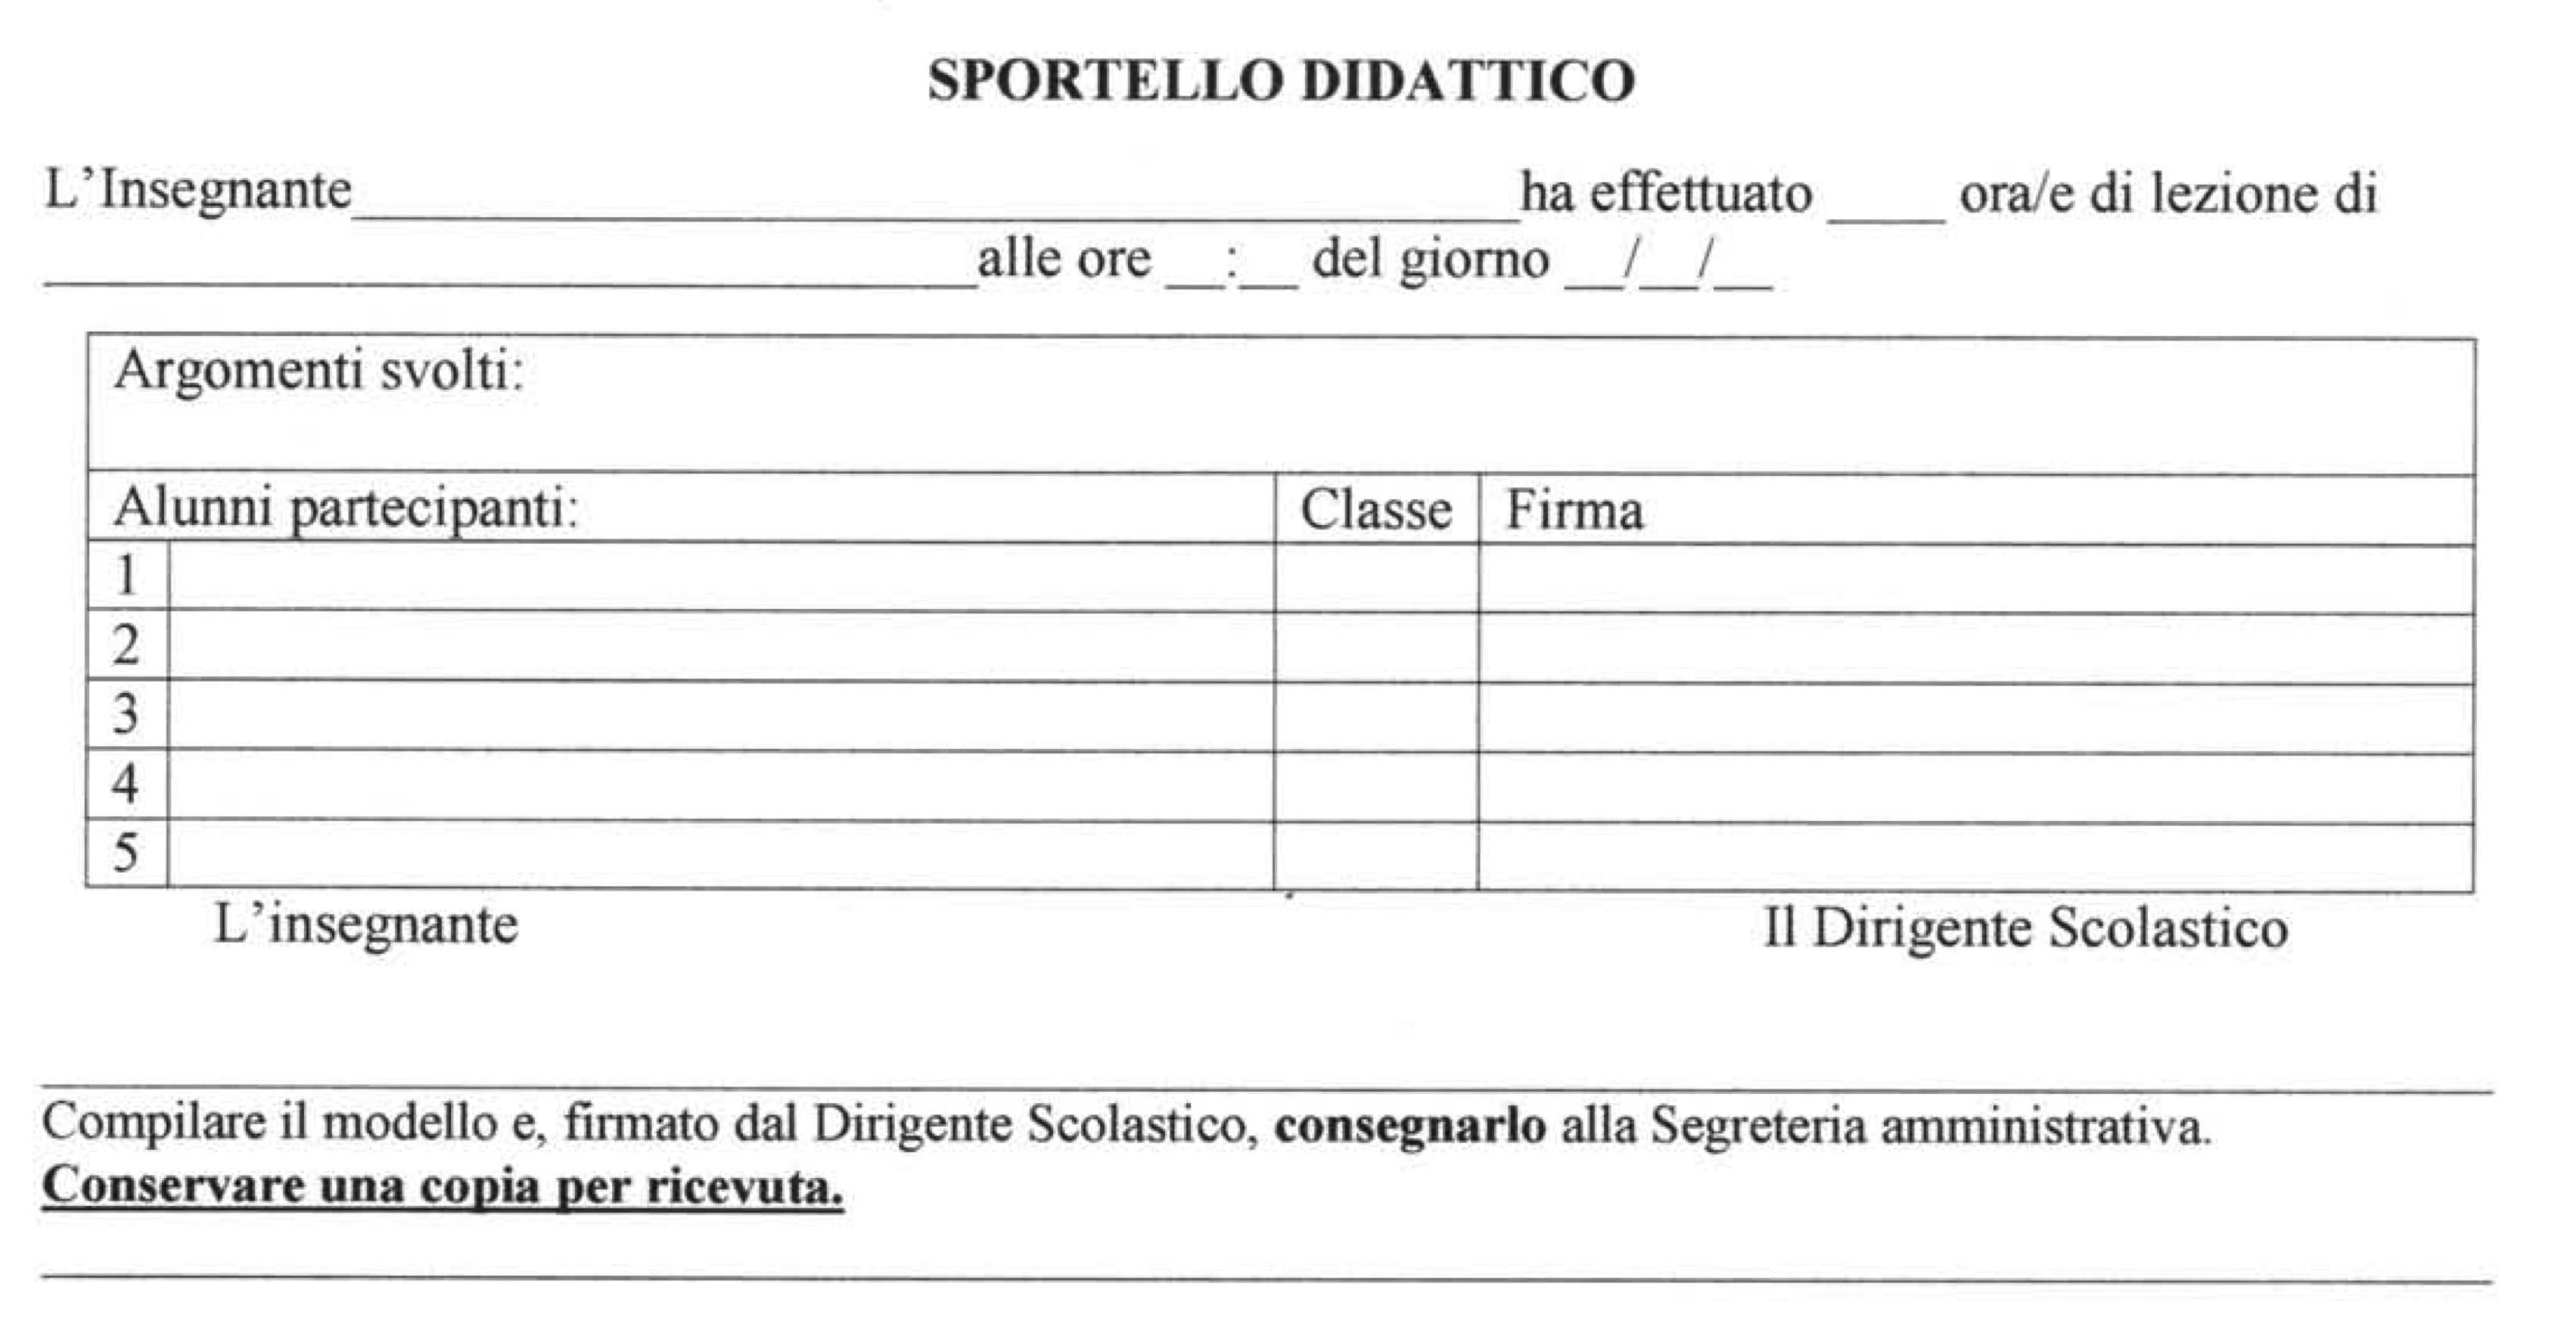 SPORTELLO DIDATTICO
L'Insegnante________________________________________ha effettuato ____ ora/e di lezione di
________________________________alle ore __:__ del giorno __/__/__
Argomenti svolti:
Alunni partecipanti: Classe Firma
1
2
3
4
5
L'insegnante Il Dirigente Scolastico
Compilare il modello e, firmato dal Dirigente Scolastico, consegnarlo alla Segreteria amministrativa.
Conservare una copia per ricevuta.